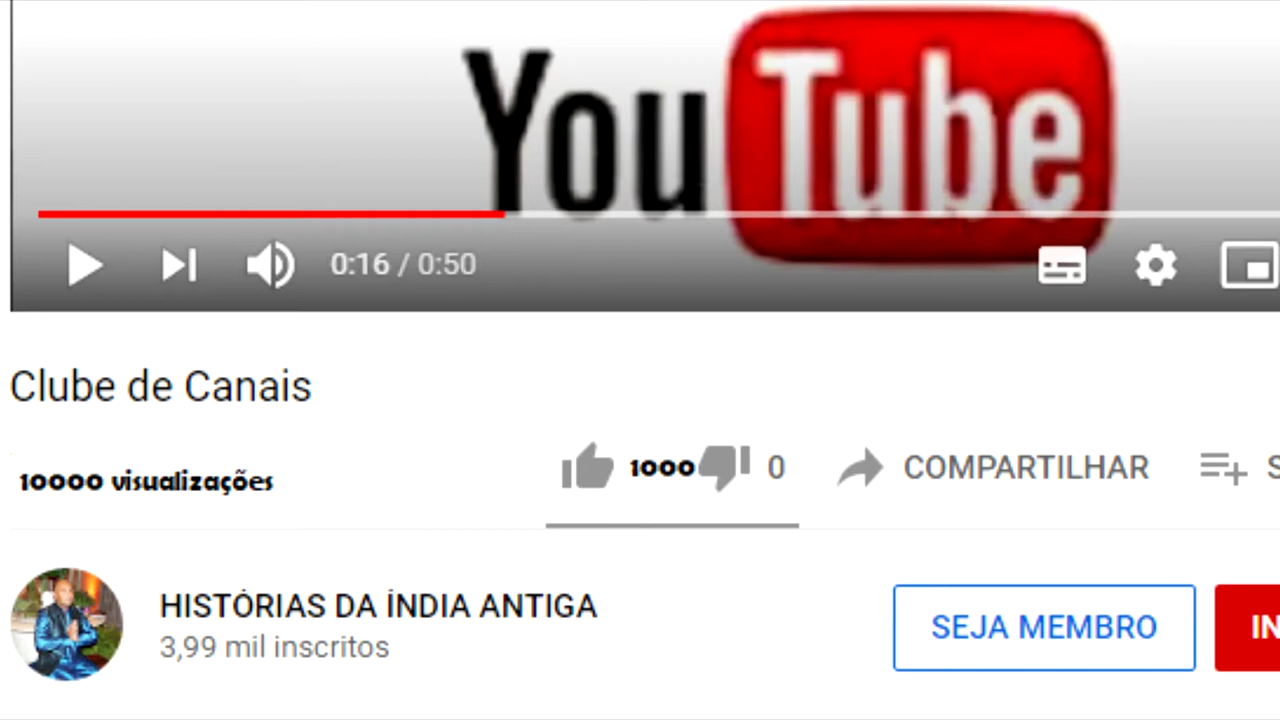 YouTube
0:16 / 0:50
Clube de Canais
10000 visualizações
1000 0 COMPARTILHAR S
HISTÓRIAS DA ÍNDIA ANTIGA
3,99 mil inscritos
SEJA MEMBRO IN